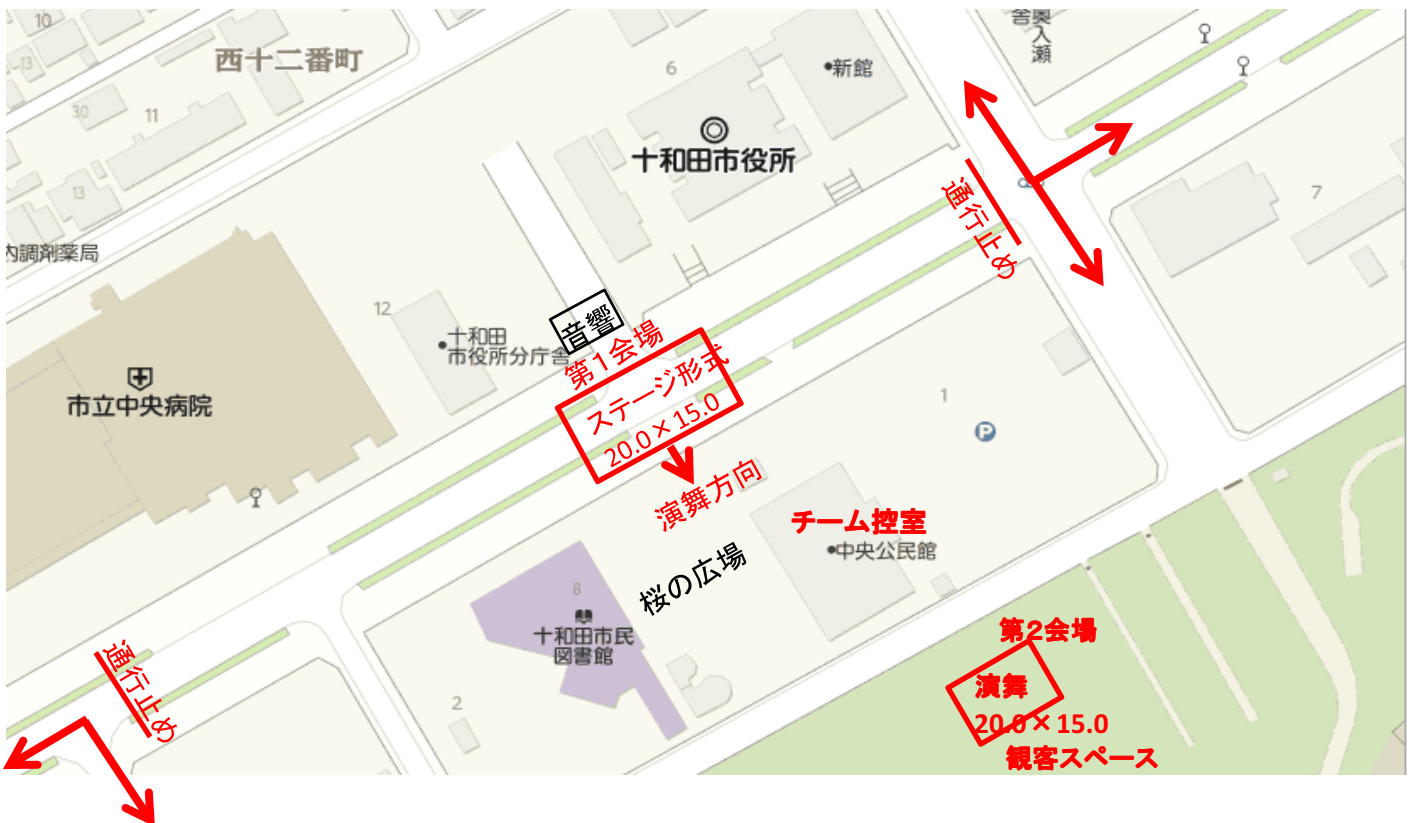 10
西十二番町
13
30
11
6
●新館
舎奥入瀬
十和田市役所
通行止め
7
13
内調剤薬局
12
音響
第1会場
●十和田
市役所分庁舎
ステージ形式
20.0×15.0
市立中央病院
1
P
演舞方向
チーム控室
●中央公民館
桜の広場
8
十和田市民
図書館
2
通行止め
第2会場
演舞
20.0×15.0
観客スペース